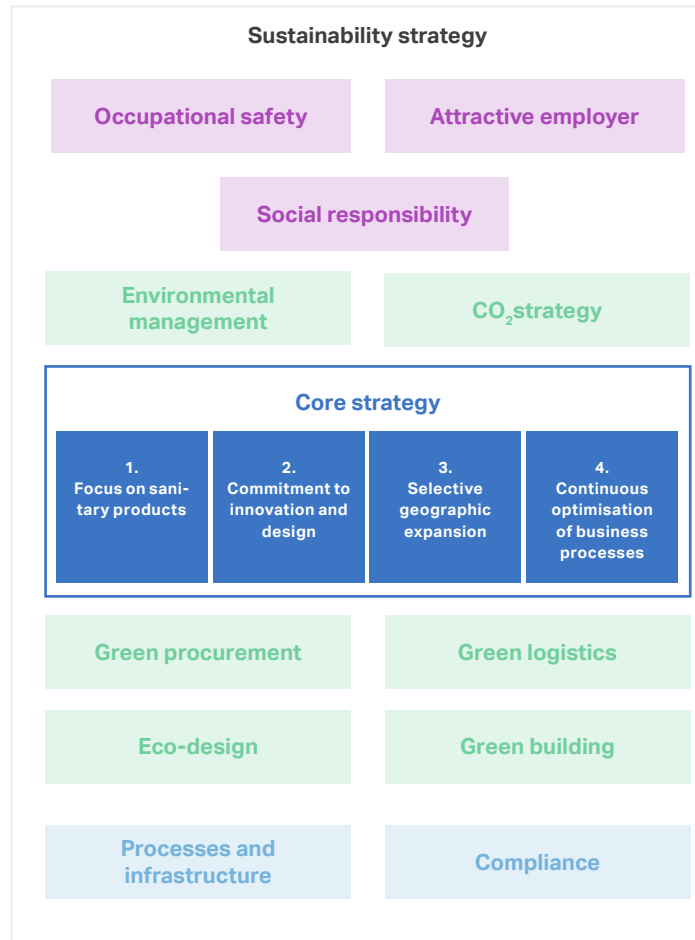 Sustainability strategy
Occupational safety
Attractive employer
Social responsibility
Environmental
management
CO₂strategy
Core strategy
1.
Focus on sani-
tary products
2.
Commitment to
innovation and
design
3.
Selective
geographic
expansion
4.
Continuous
optimisation
of business
processes
Green procurement
Green logistics
Eco-design
Green building
Processes and
infrastructure
Compliance